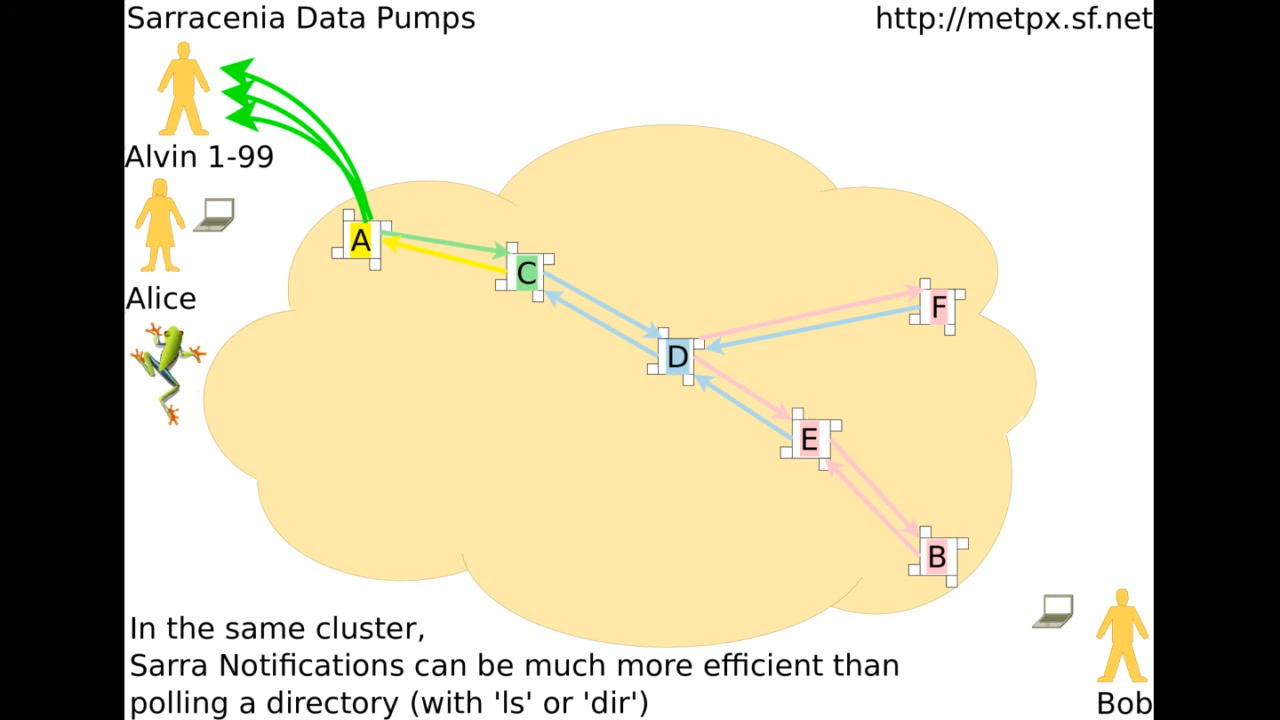 Sarracenia Data Pumps
http://metpx.sf.net
Alvin 1-99
A
C
Alice
F
D
E
B
In the same cluster,
Sarra Notifications can be much more efficient than
polling a directory (with 'ls' or 'dir')
Bob